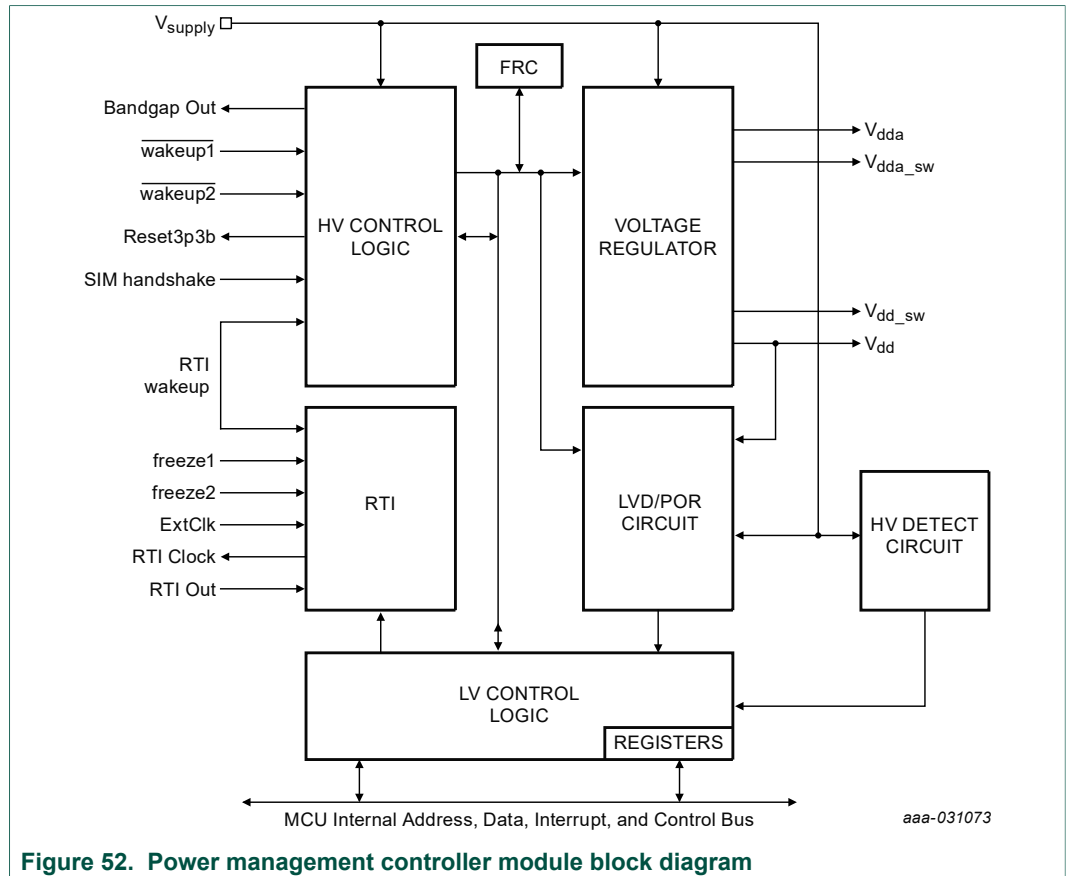 Vsupply
FRC
Bandgap Out
wakeup1
wakeup2
Reset3p3b
SIM handshake
RTI
wakeup
HV CONTROL
LOGIC
VOLTAGE
REGULATOR
Vdda
Vdda_sw
Vdd_sw
Vdd
freeze1
freeze2
ExtClk
RTI Clock
RTI Out
RTI
LVD/POR
CIRCUIT
HV DETECT
CIRCUIT
LV CONTROL
LOGIC
REGISTERS
MCU Internal Address, Data, Interrupt, and Control Bus
aaa-031073
Figure 52. Power management controller module block diagram